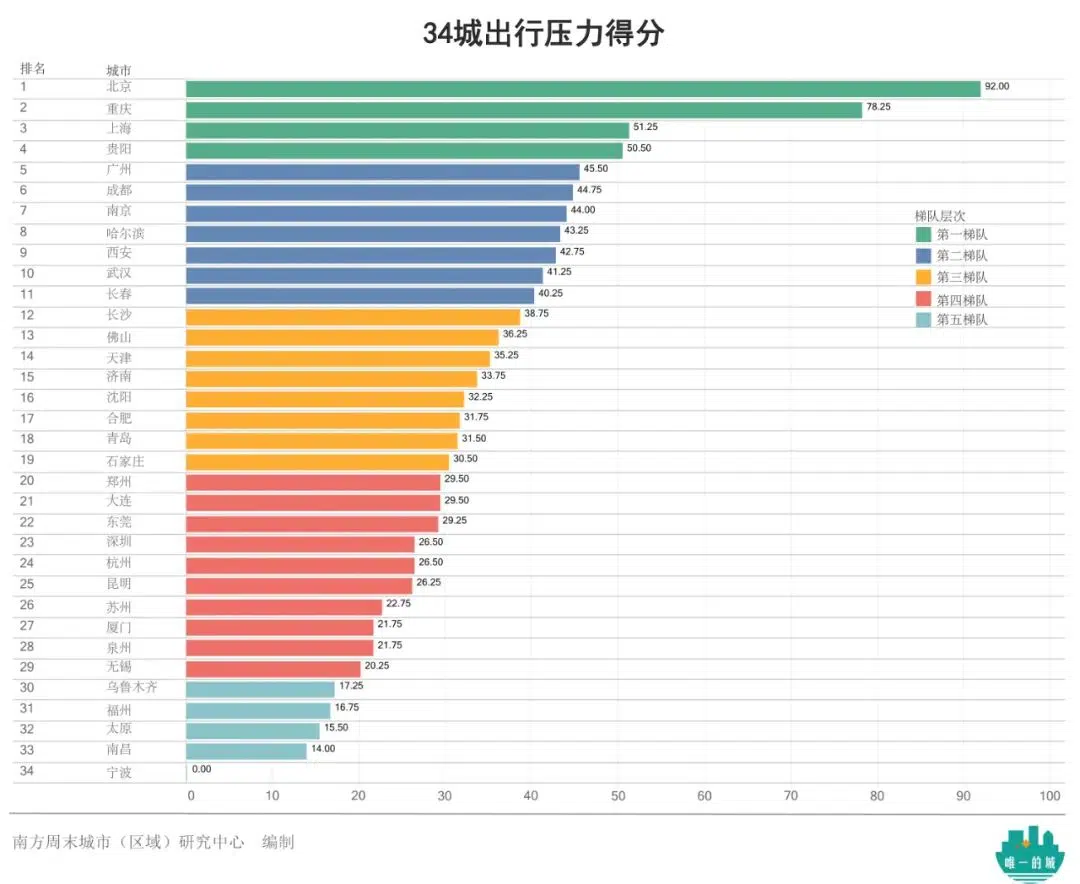 34城出行压力得分
排名 城市
1 北京 92.00
2 重庆 78.25
3 上海 51.25
4 贵阳 50.50
5 广州 45.50
6 成都 44.75
7 南京 44.00
8 哈尔滨 43.25
9 西安 42.75
10 武汉 41.25
11 长春 40.25
12 长沙 38.75
13 佛山 36.25
14 天津 35.25
15 济南 33.75
16 沈阳 32.25
17 合肥 31.75
18 青岛 31.50
19 石家庄 30.50
20 郑州 29.50
21 大连 29.50
22 东莞 29.25
23 深圳 26.50
24 杭州 26.50
25 昆明 26.25
26 苏州 22.75
27 厦门 21.75
28 泉州 21.75
29 无锡 20.25
30 乌鲁木齐 17.25
31 福州 16.75
32 太原 15.50
33 南昌 14.00
34 宁波 0.00
0 10 20 30 40 50 60 70 80 90 100
梯队层次
第一梯队
第二梯队
第三梯队
第四梯队
第五梯队
南方周末城市（区域）研究中心 编制
唯一的城